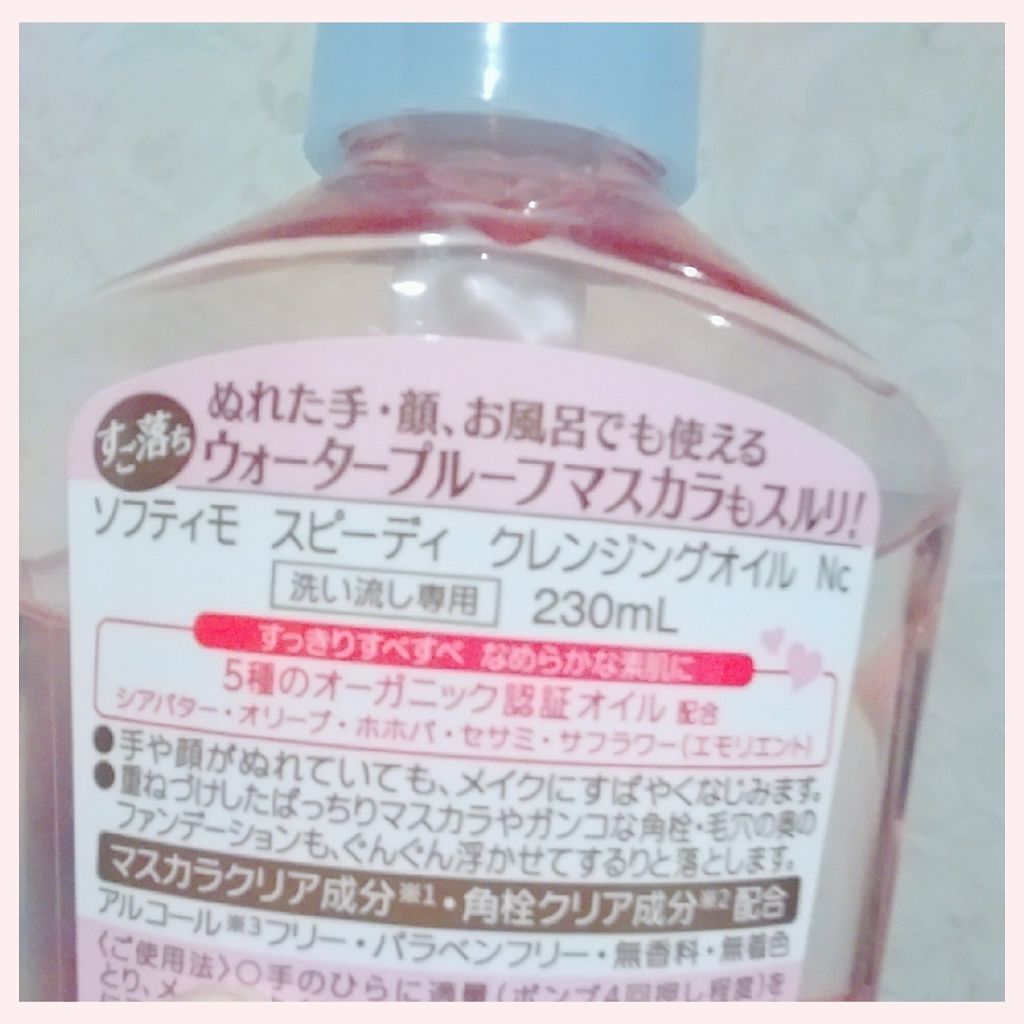 すご落ち
ぬれた手・顔、お風呂でも使える
ウォータープルーフマスカラもスルリ!
ソフティモ スピーディ クレンジングオイル Nc
洗い流し専用 230mL
すっきりすべすべ なめらかな素肌に
5種のオーガニック認証オイル 配合
シアバター・オリーブ・ホホバ・セサミ・サフラワー(エモリエント)
●手や顔がぬれていても、メイクにすばやくなじみます。
●重ねづけしたぱっちりマスカラやガンコな角栓・毛穴の奥の
ファンデーションも、ぐんぐん浮かせてするりと落とします。
マスカラクリア成分※1・角栓クリア成分※2配合
アルコール※3フリー・パラベンフリー・無香料・無着色
〈ご使用法〉○手のひらに適量(ポンプ4回押し程度)を
とり、メ